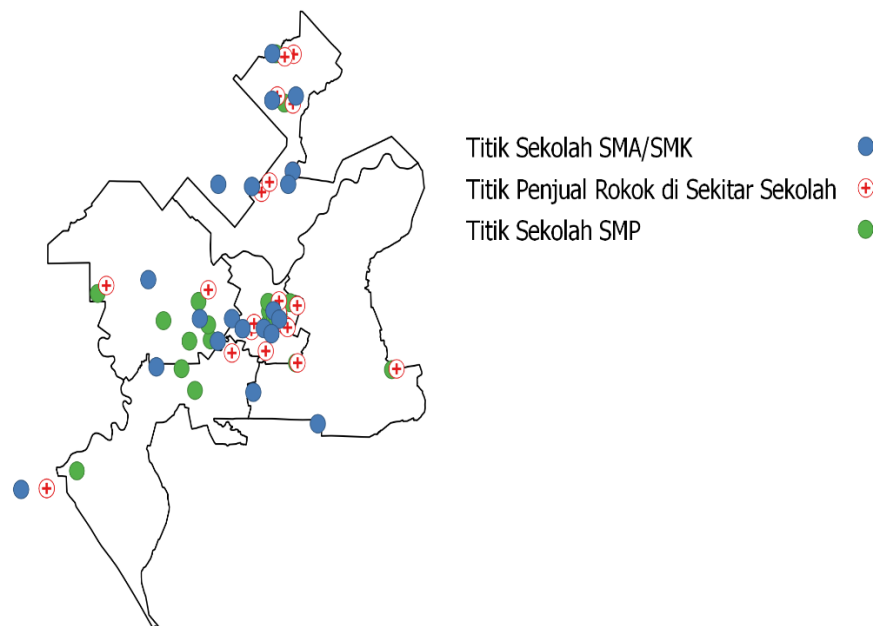 Titik Sekolah SMA/SMK
Titik Penjual Rokok di Sekitar Sekolah
Titik Sekolah SMP